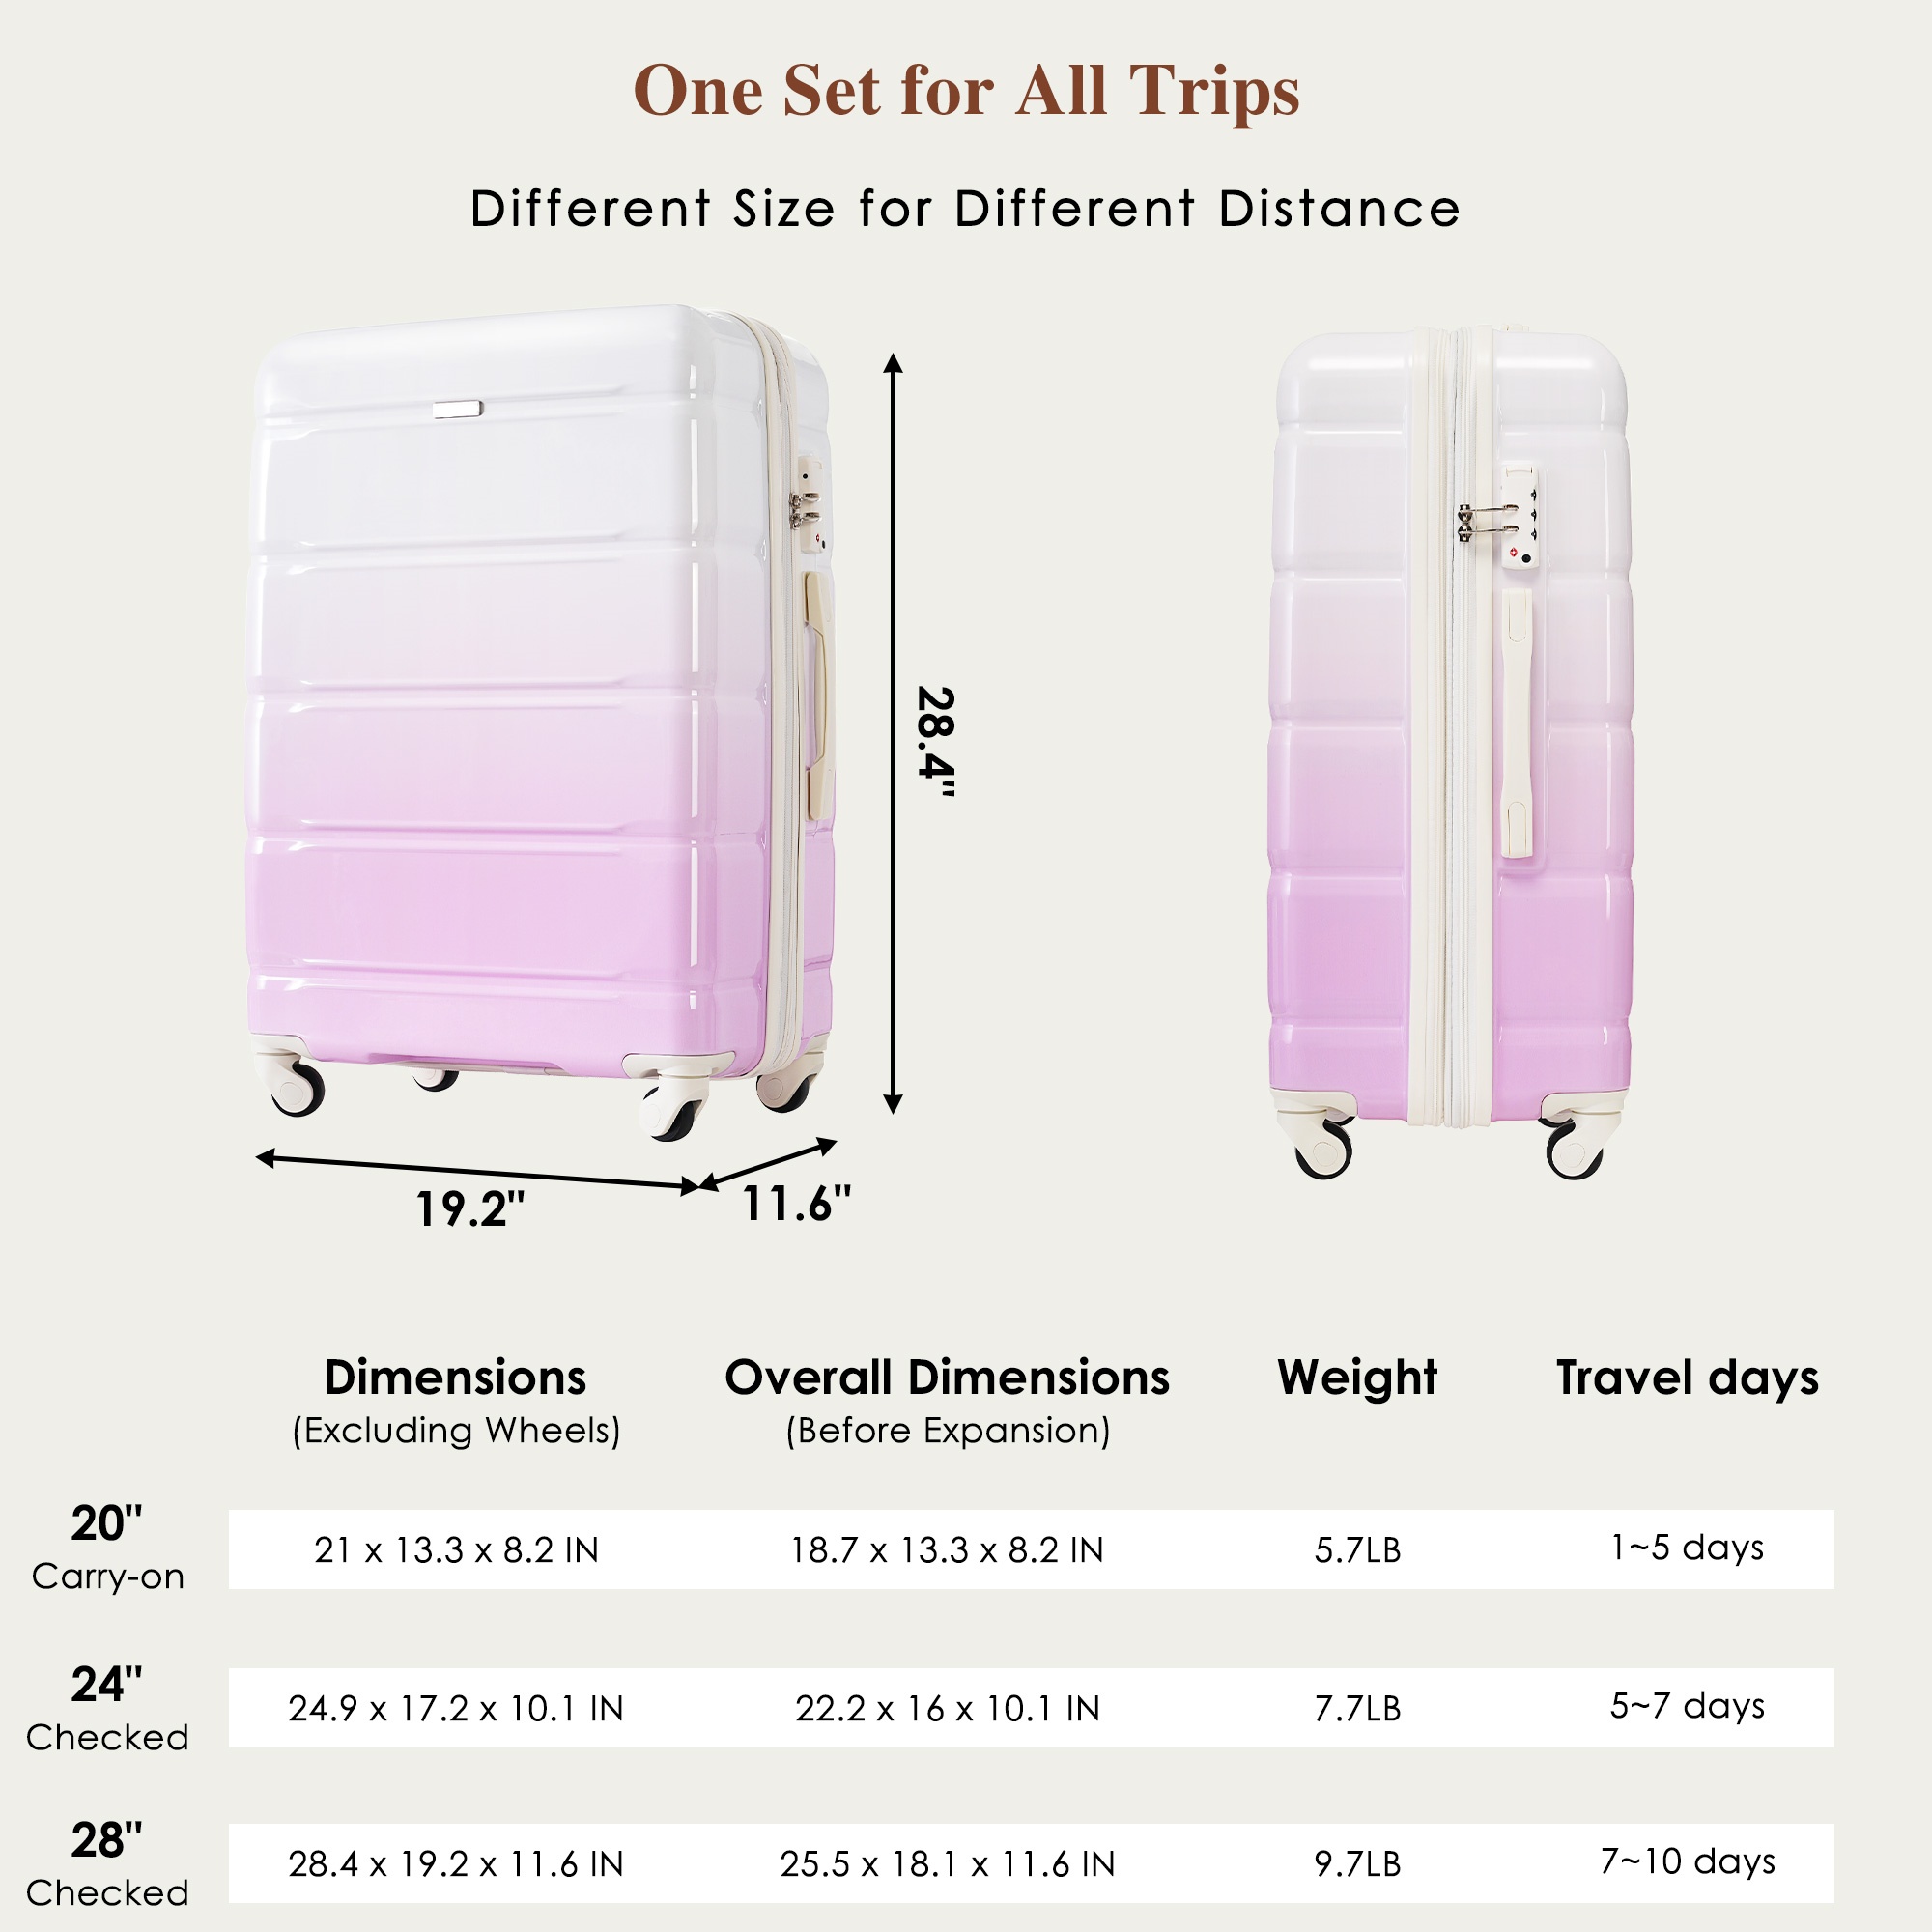 One Set for All Trips
Different Size for Different Distance
28.4"
19.2"
11.6"
Dimensions Overall Dimensions Weight Travel days
(Excluding Wheels) (Before Expansion)
20"
Carry-on
21 x 13.3 x 8.2 IN 18.7 x 13.3 x 8.2 IN 5.7LB 1~5 days
24"
Checked
24.9 x 17.2 x 10.1 IN 22.2 x 16 x 10.1 IN 7.7LB 5~7 days
28"
Checked
28.4 x 19.2 x 11.6 IN 25.5 x 18.1 x 11.6 IN 9.7LB 7~10 days